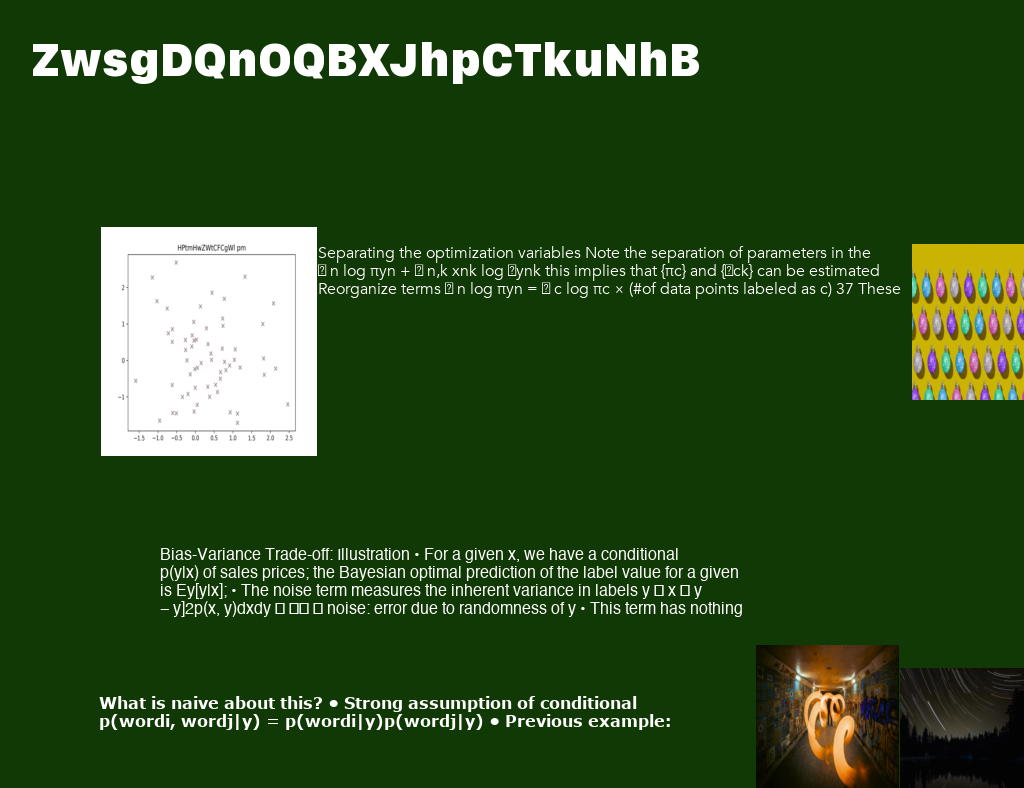 ZwsgDQnOQBXJhpCTkuNhB
HPtmHwZWtCFCgWl pm
2
1
0
−1
−1.5 −1.0 −0.5 0.0 0.5 1.0 1.5 2.0 2.5
Separating the optimization variables Note the separation of parameters in the
n log πyn + n,k xnk log ynk this implies that {πc} and {ck} can be estimated
Reorganize terms n log πyn = c log πc × (#of data points labeled as c) 37 These
Bias-Variance Trade-off: Illustration • For a given x, we have a conditional
p(y|x) of sales prices; the Bayesian optimal prediction of the label value for a given
is Ey[y|x]; • The noise term measures the inherent variance in labels y x y
− y]2p(x, y)dxdy noise: error due to randomness of y • This term has nothing
What is naive about this? • Strong assumption of conditional
p(wordi, wordj|y) = p(wordi|y)p(wordj|y) • Previous example: